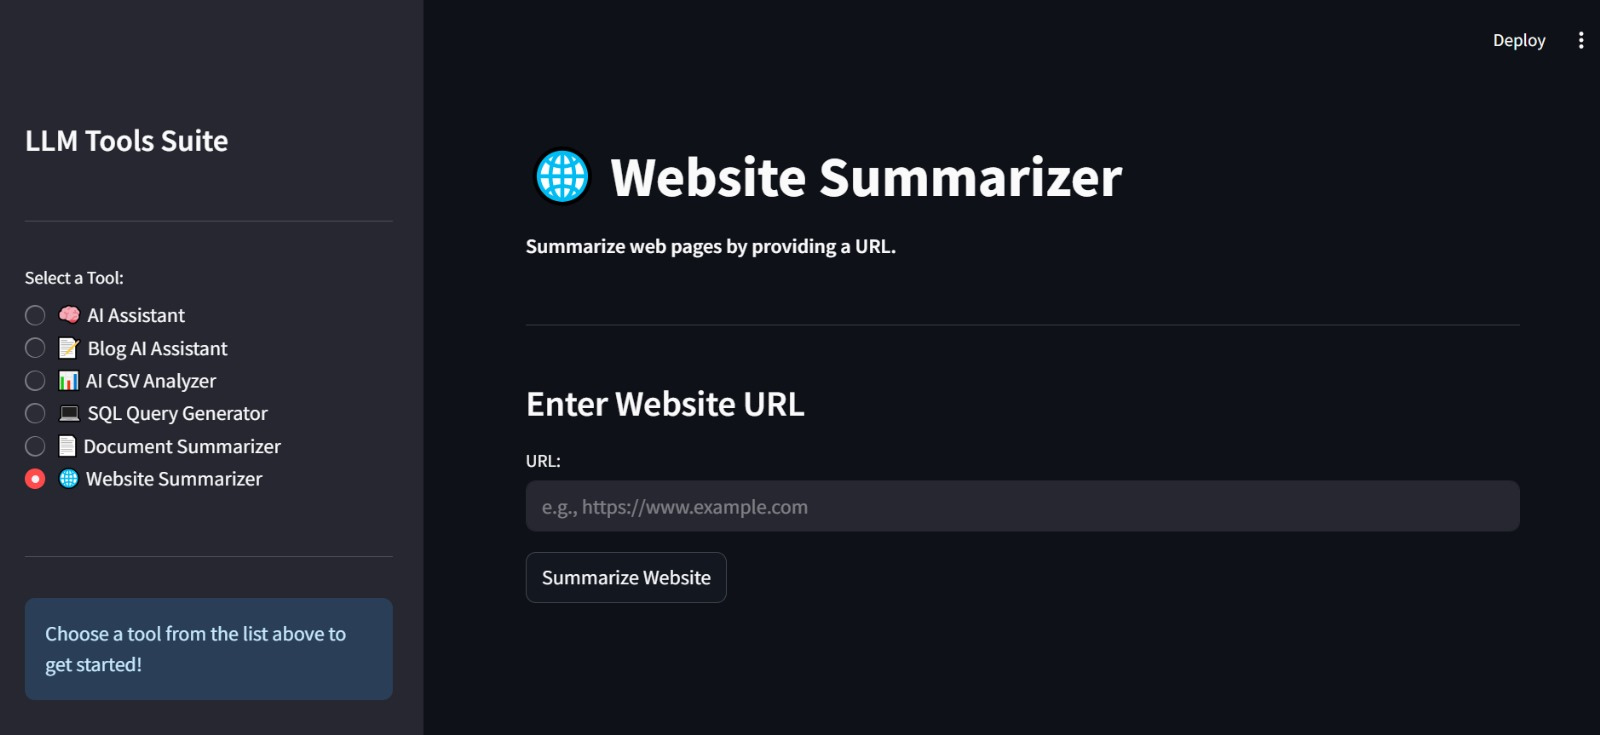 Deploy
LLM Tools Suite
Select a Tool:
🧠 AI Assistant
📝 Blog AI Assistant
📊 AI CSV Analyzer
💻 SQL Query Generator
📄 Document Summarizer
🌐 Website Summarizer
Choose a tool from the list above to
get started!
🌐 Website Summarizer
Summarize web pages by providing a URL.
Enter Website URL
URL:
e.g., https://www.example.com
Summarize Website